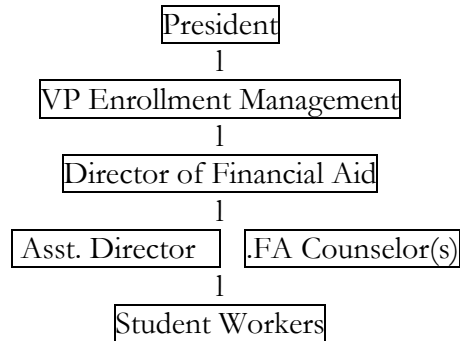 President
l
VP Enrollment Management
l
Director of Financial Aid
l
Asst. Director .FA Counselor(s)
l
Student Workers